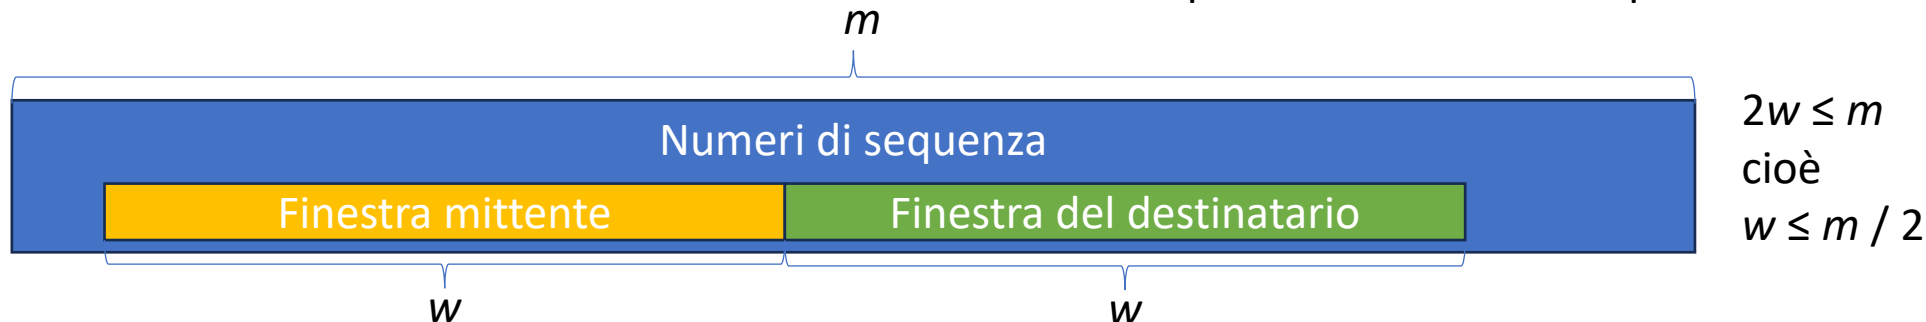 m
Numeri di sequenza
Finestra mittente
Finestra del destinatario
w
w
2w ≤ m
cioè
w ≤ m / 2